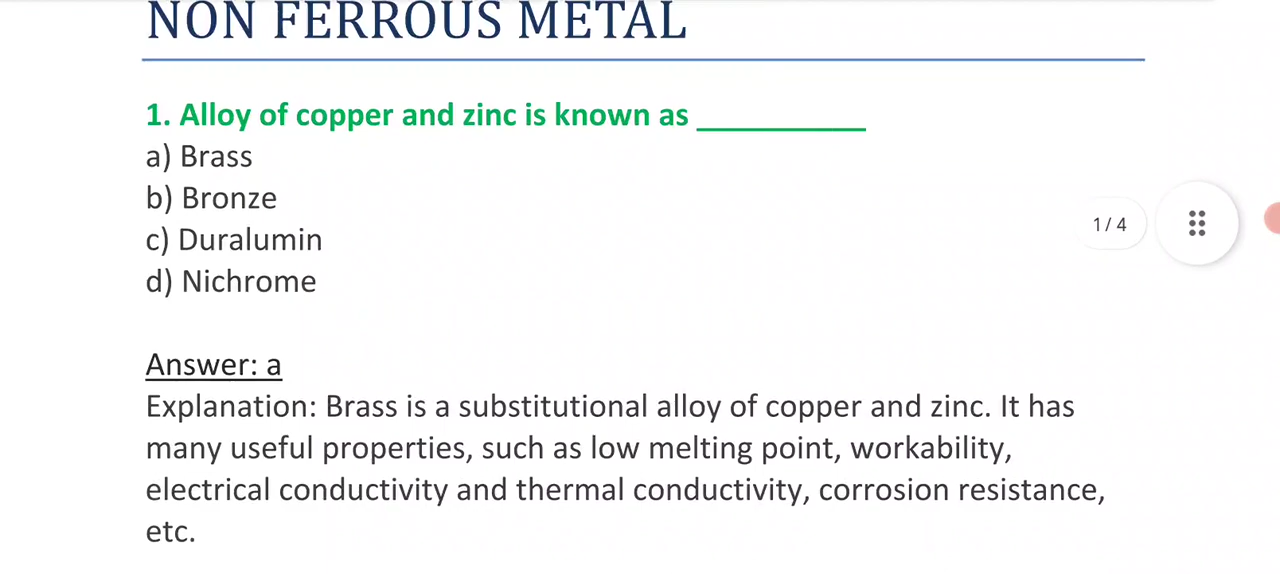 NON FERROUS METAL
1. Alloy of copper and zinc is known as __________
a) Brass
b) Bronze
c) Duralumin
d) Nichrome
1 / 4
Answer: a
Explanation: Brass is a substitutional alloy of copper and zinc. It has
many useful properties, such as low melting point, workability,
electrical conductivity and thermal conductivity, corrosion resistance,
etc.